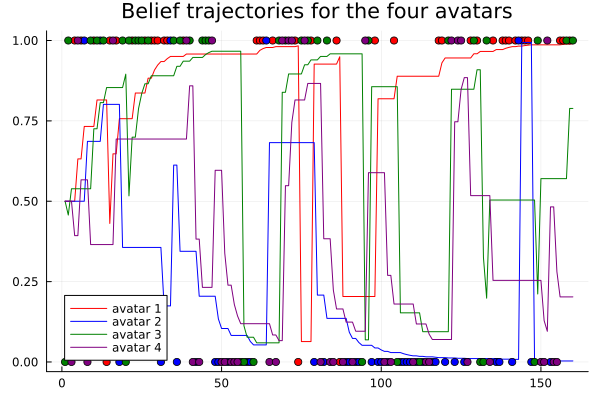 Belief trajectories for the four avatars
1.00
0.75
0.50
0.25
0.00
avatar 1
avatar 2
avatar 3
avatar 4
0 50 100 150